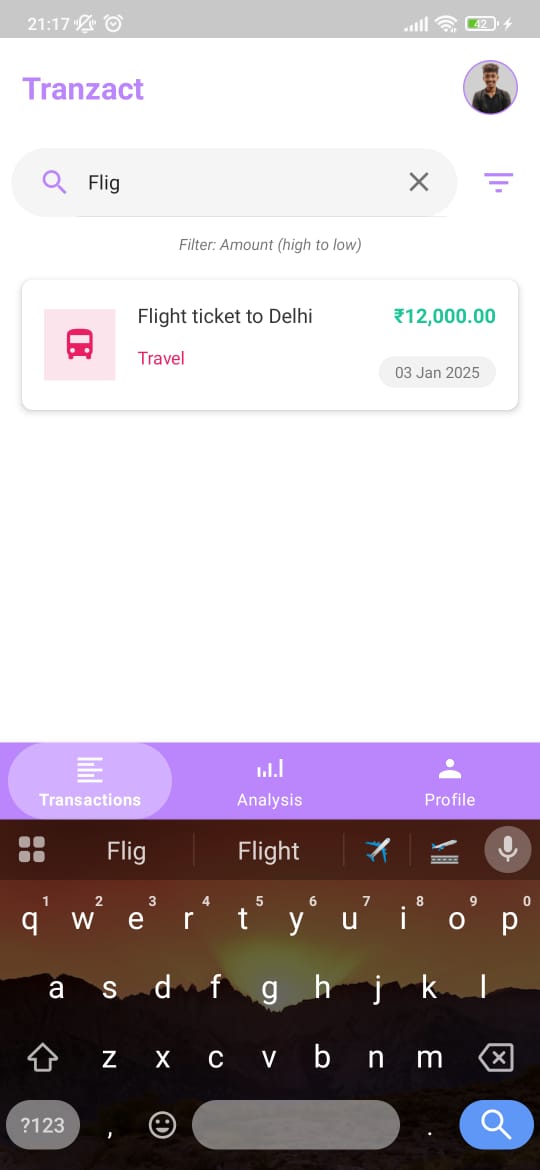 21:17 42
Tranzact
Flig
Filter: Amount (high to low)
Flight ticket to Delhi ₹12,000.00
Travel
03 Jan 2025
Transactions Analysis Profile
Flig Flight
1 2 3 4 5 6 7 8 9 0
q w e r t y u i o p
a s d f g h j k l
z x c v b n m
?123 , .